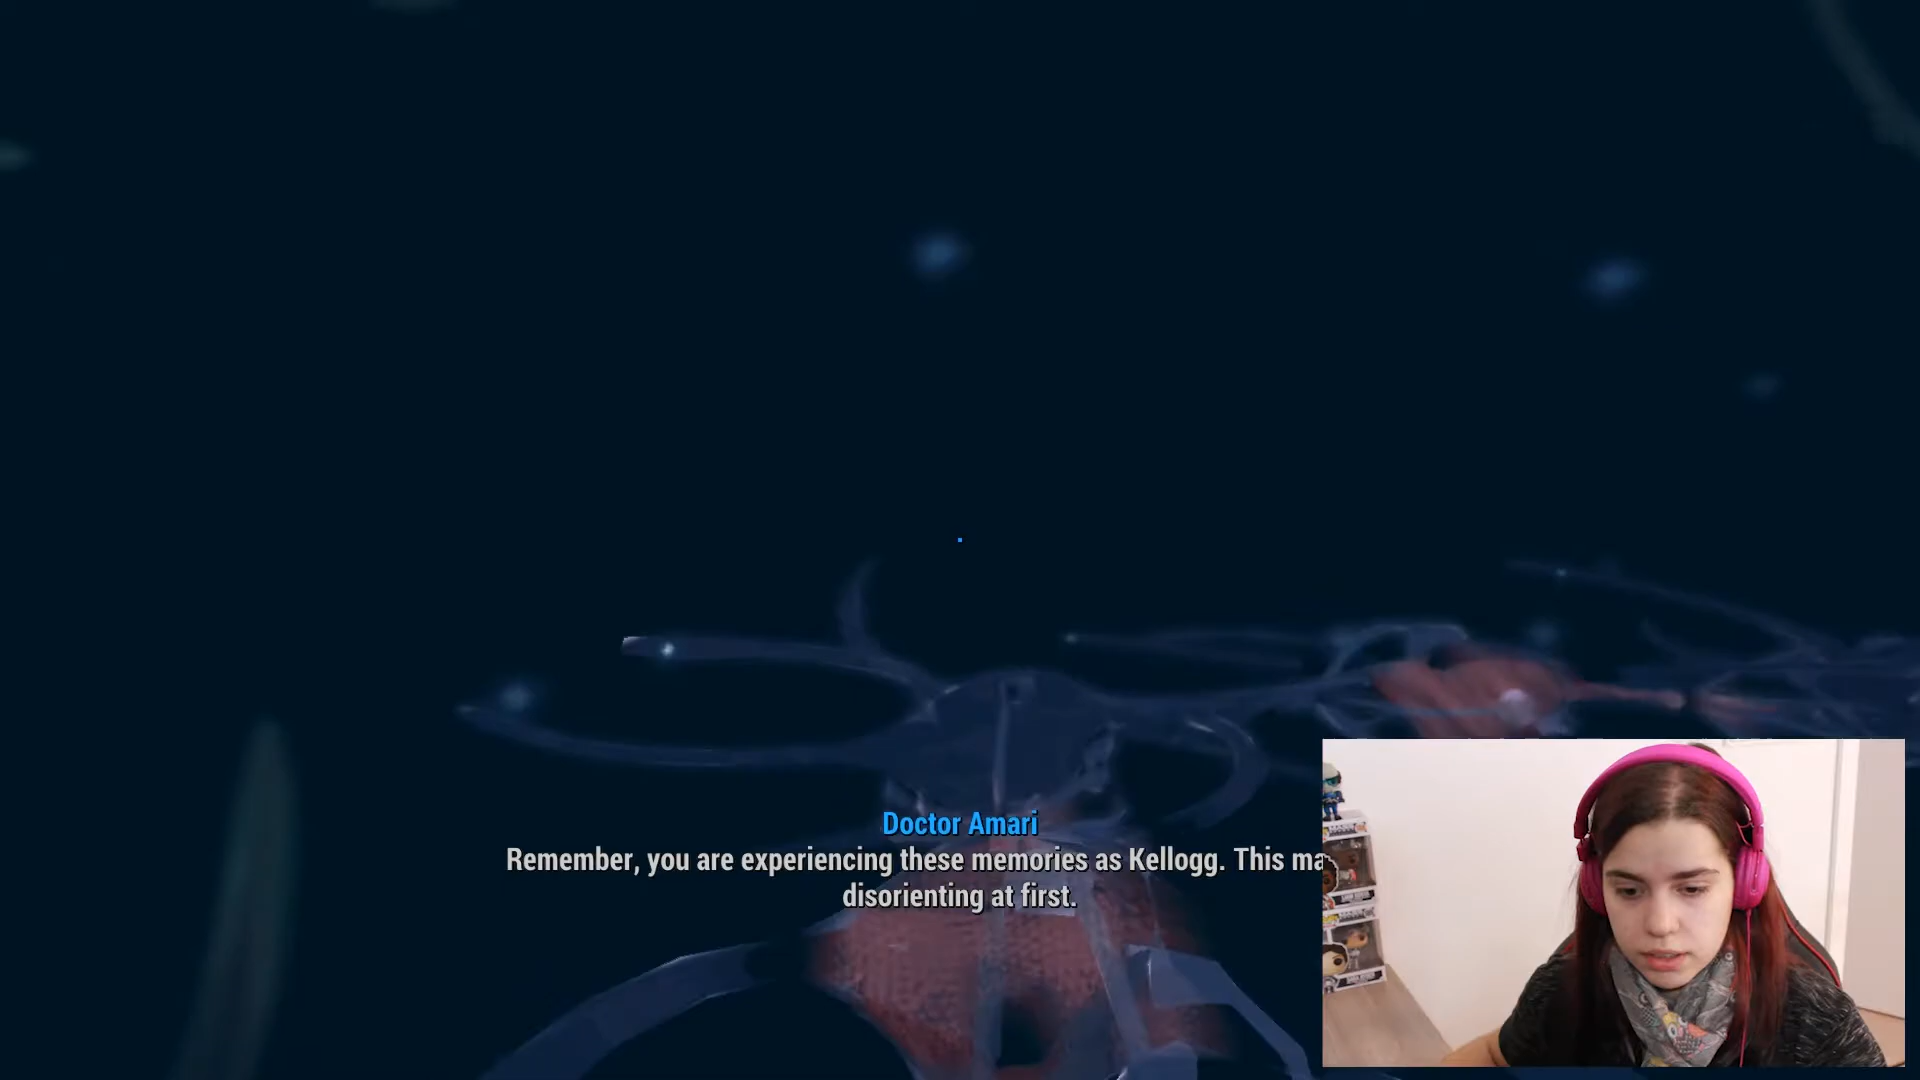 Doctor Amari
Remember, you are experiencing these memories as Kellogg. This ma
disorienting at first.